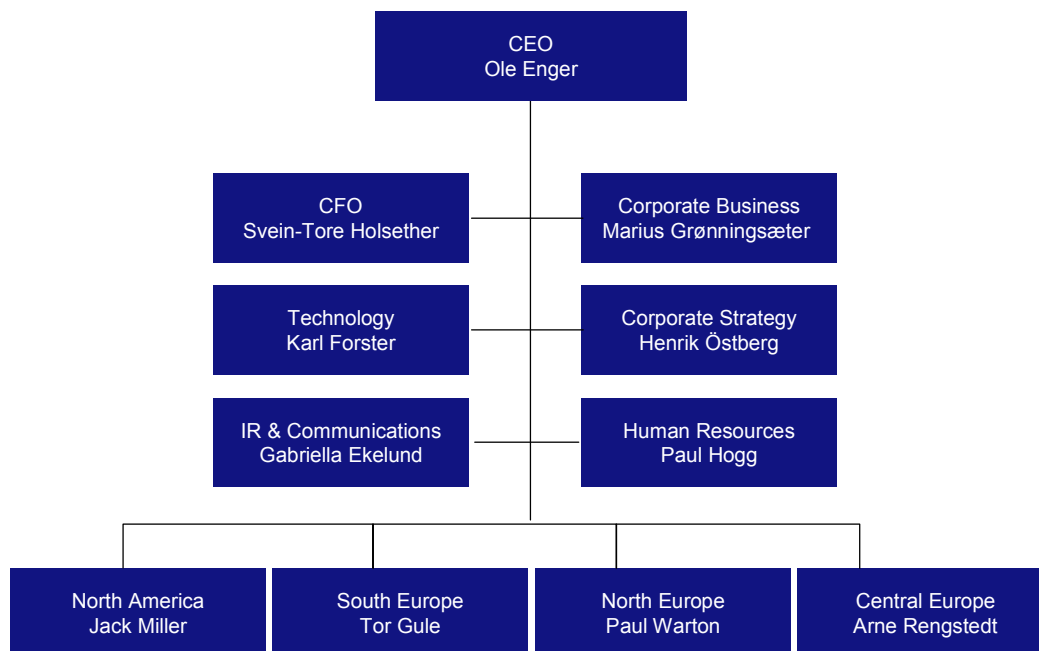 CEO
Ole Enger
CFO
Svein-Tore Holsether
Corporate Business
Marius Grønningsæter
Technology
Karl Forster
Corporate Strategy
Henrik Östberg
IR & Communications
Gabriella Ekelund
Human Resources
Paul Hogg
North America
Jack Miller
South Europe
Tor Gule
North Europe
Paul Warton
Central Europe
Arne Rengstedt